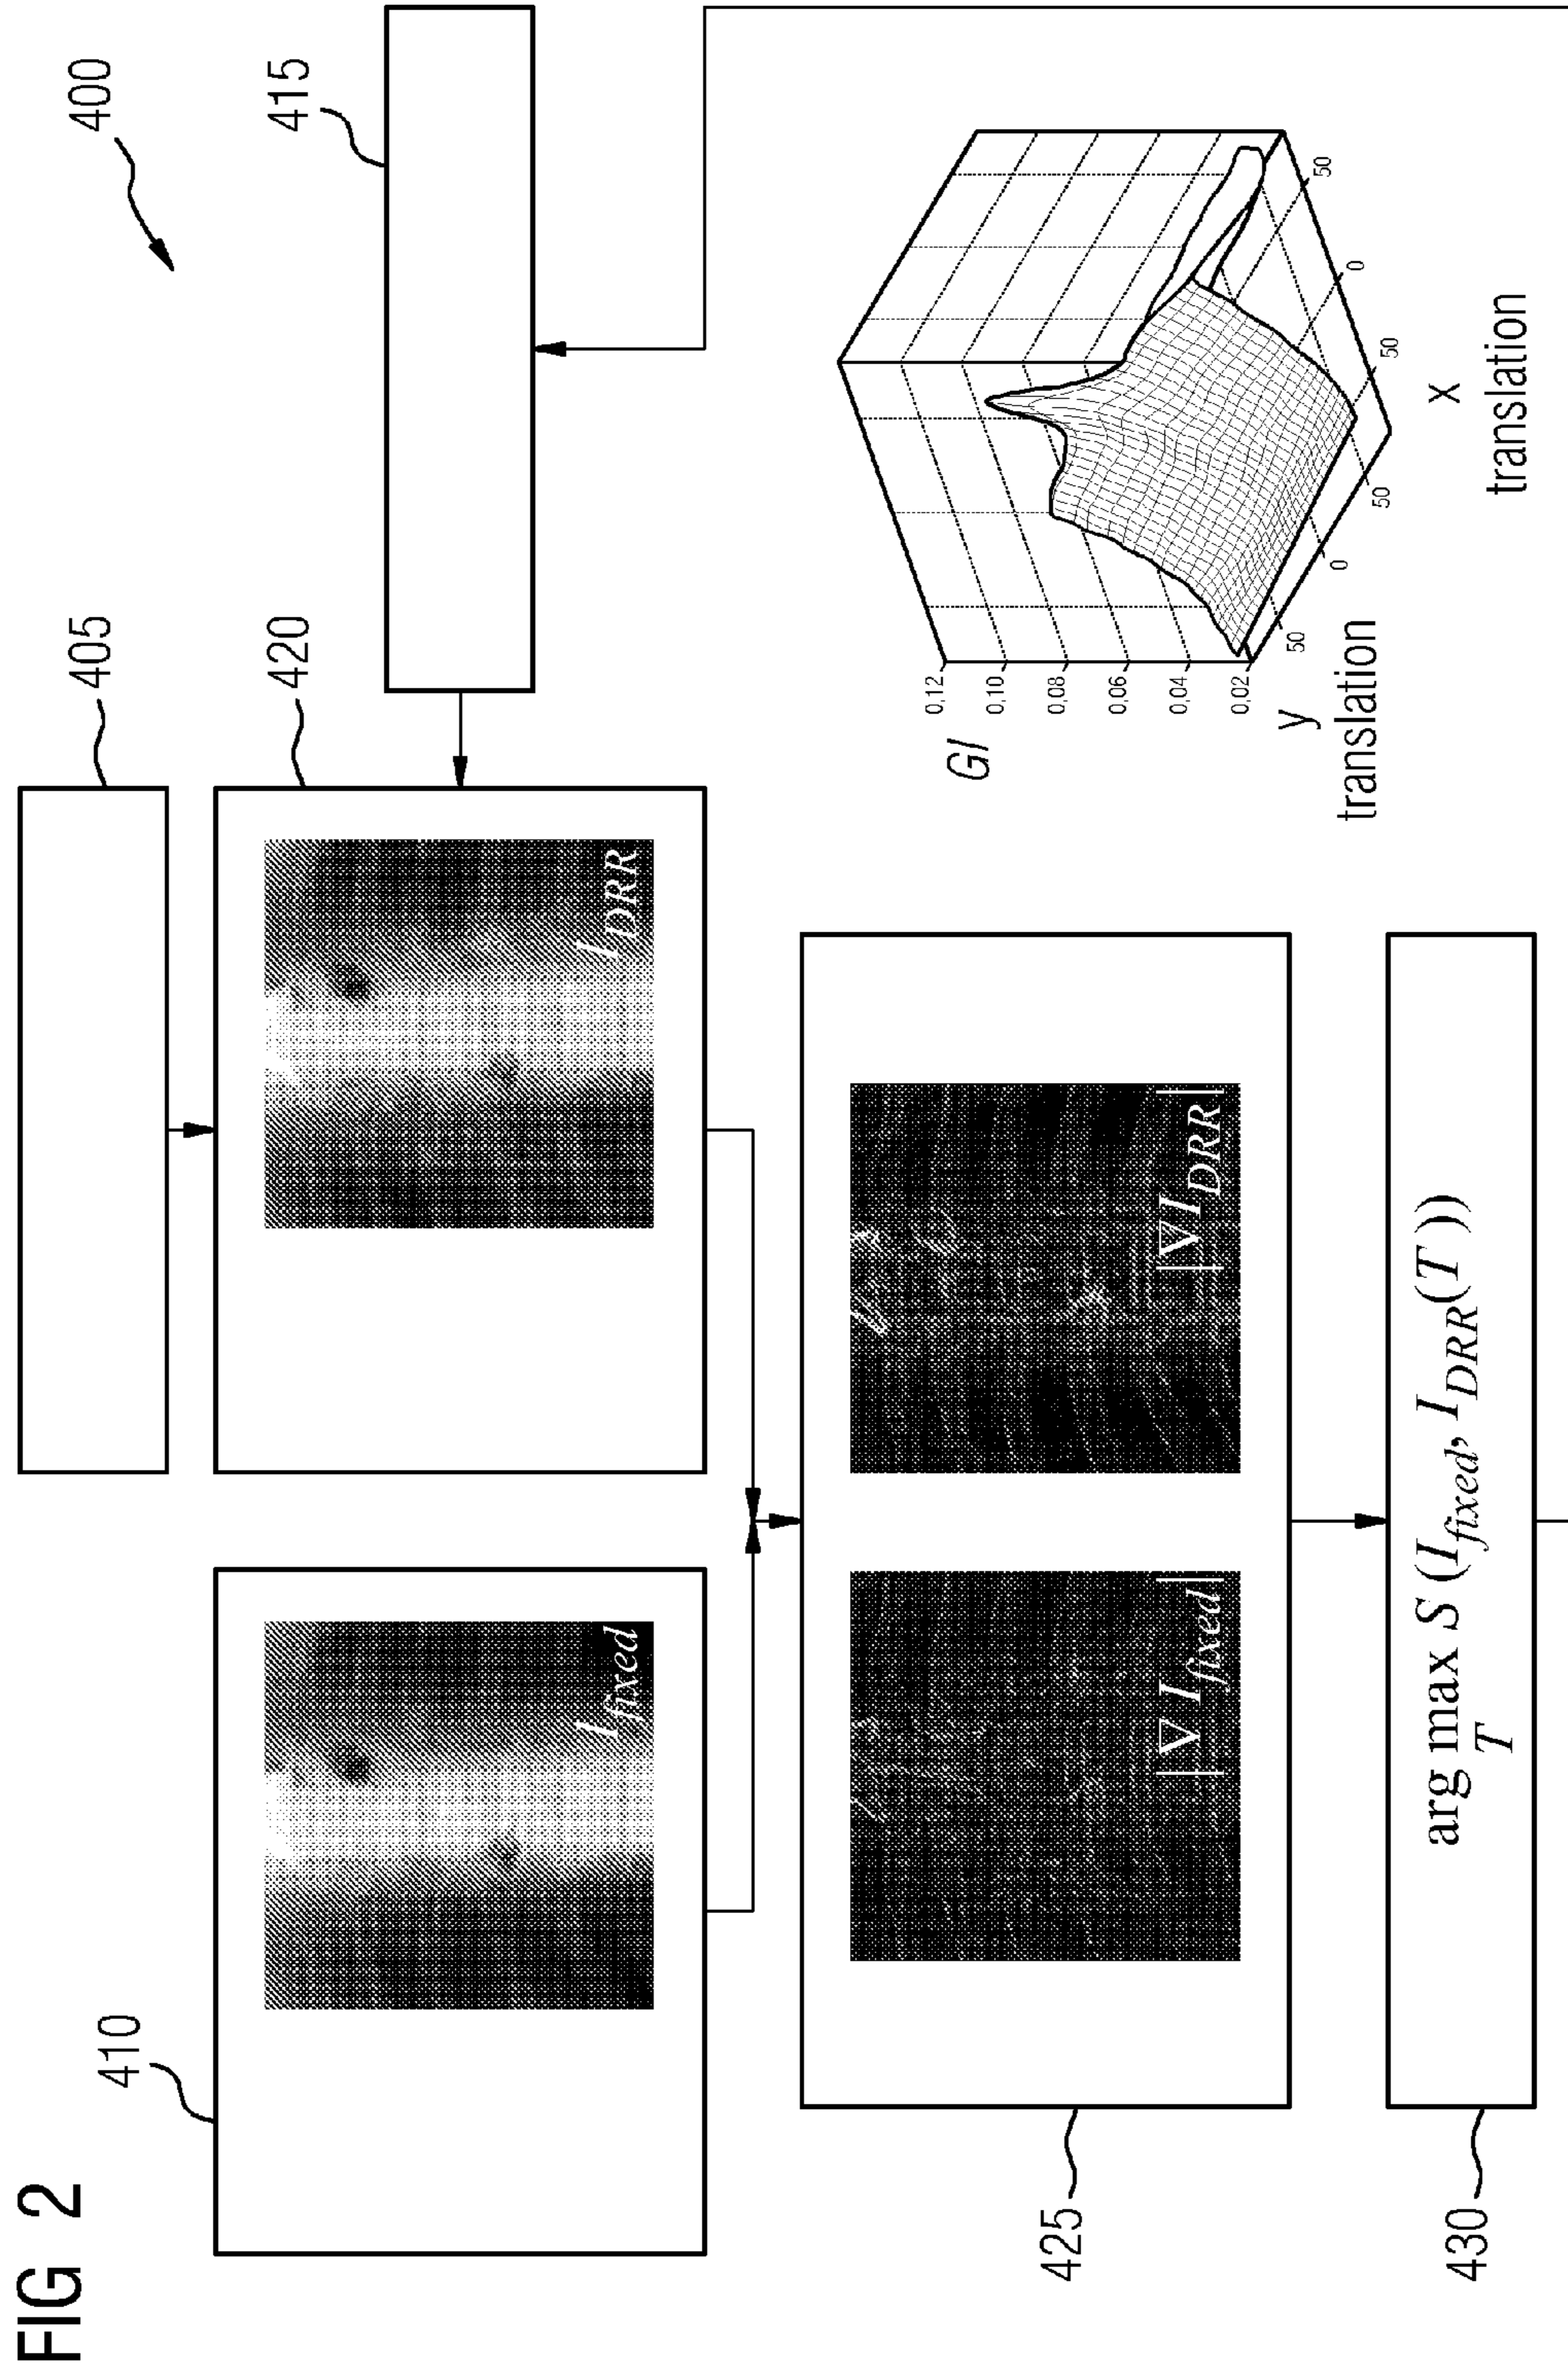 FIG 2
400
405
410
420
415
I_fixed
I_DRR
425
|∇ I_fixed|
|∇I_DRR|
GI
0,12
0,10
0,08
0,06
0,04
0,02
50
0
50
50
0
50
y
translation
x
translation
430
arg max S (I_fixed, I_DRR(T))
T